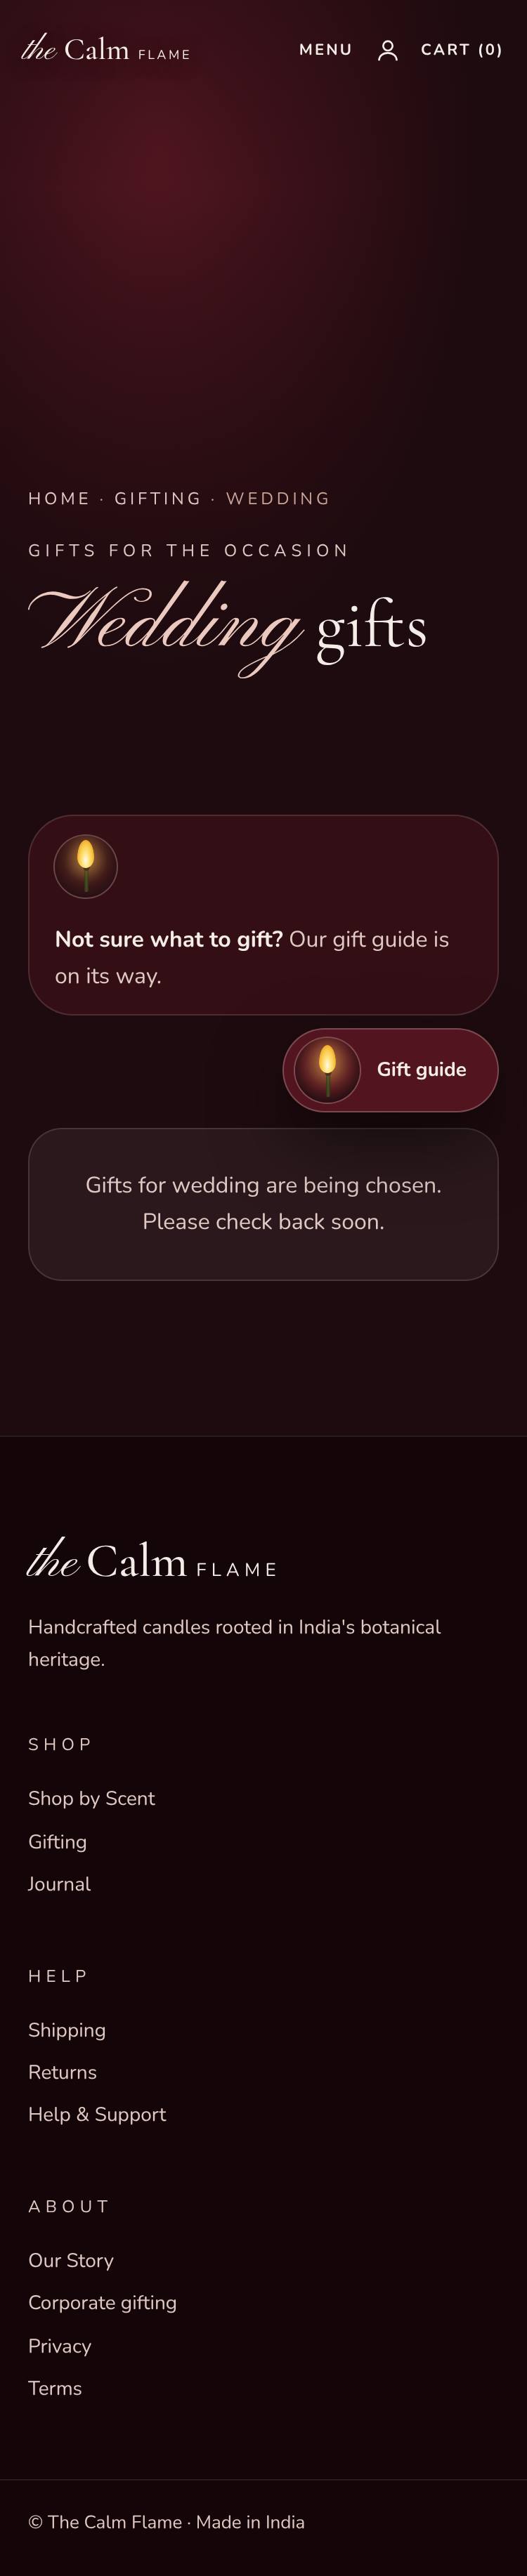 the Calm FLAME
MENU
CART (0)
HOME · GIFTING · WEDDING
GIFTS FOR THE OCCASION
Wedding gifts
Not sure what to gift? Our gift guide is
on its way.
Gift guide
Gifts for wedding are being chosen.
Please check back soon.
the Calm FLAME
Handcrafted candles rooted in India's botanical
heritage.
SHOP
Shop by Scent
Gifting
Journal
HELP
Shipping
Returns
Help & Support
ABOUT
Our Story
Corporate gifting
Privacy
Terms
© The Calm Flame · Made in India